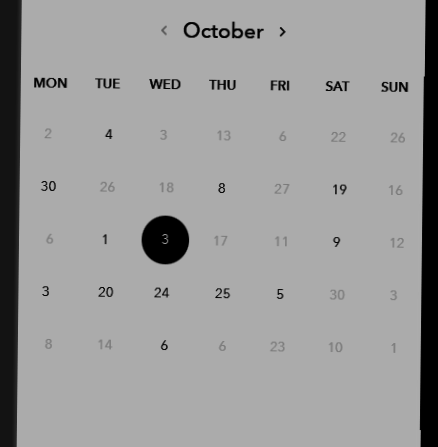 ‹ October ›
MON TUE WED THU FRI SAT SUN
2 4 3 13 6 22 26
30 26 18 8 27 19 16
6 1 3 17 11 9 12
3 20 24 25 5 30 3
8 14 6 6 23 10 1